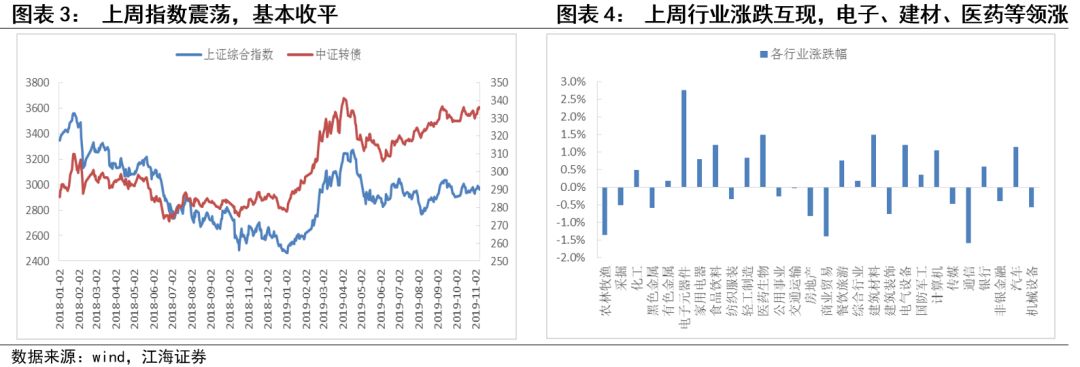 图表 3： 上周指数震荡，基本收平
上证综合指数 中证转债
3800
3600
3400
3200
3000
2800
2600
2400
350
340
330
320
310
300
290
280
270
260
250
2018-01-02
2018-02-02
2018-03-02
2018-04-02
2018-05-02
2018-06-02
2018-07-02
2018-08-02
2018-09-02
2018-10-02
2018-11-02
2018-12-02
2019-01-02
2019-02-02
2019-03-02
2019-04-02
2019-05-02
2019-06-02
2019-07-02
2019-08-02
2019-09-02
2019-10-02
2019-11-02
图表 4： 上周行业涨跌互现，电子、建材、医药等领涨
各行业涨跌幅
3.0%
2.5%
2.0%
1.5%
1.0%
0.5%
0.0%
-0.5%
-1.0%
-1.5%
-2.0%
农林牧渔
采掘
化工
黑色金属
有色金属
电子元器件
家用电器
食品饮料
纺织服装
轻工制造
医药生物
公用事业
交通运输
房地产
商业贸易
餐饮旅游
综合行业
建筑材料
建筑装饰
电气设备
国防军工
计算机
传媒
通信
银行
非银金融
汽车
机械设备
数据来源：wind，江海证券